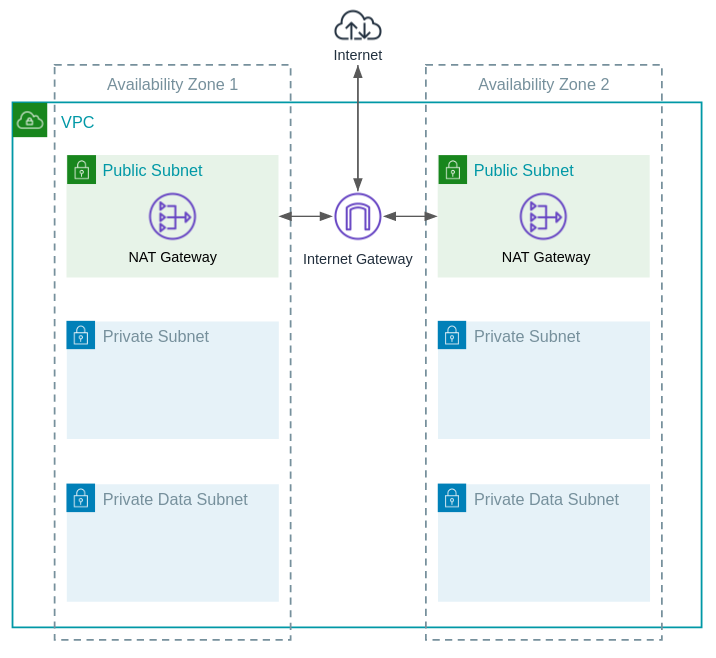 Internet
Availability Zone 1
Availability Zone 2
VPC
Public Subnet
Public Subnet
NAT Gateway
Internet Gateway
NAT Gateway
Private Subnet
Private Subnet
Private Data Subnet
Private Data Subnet